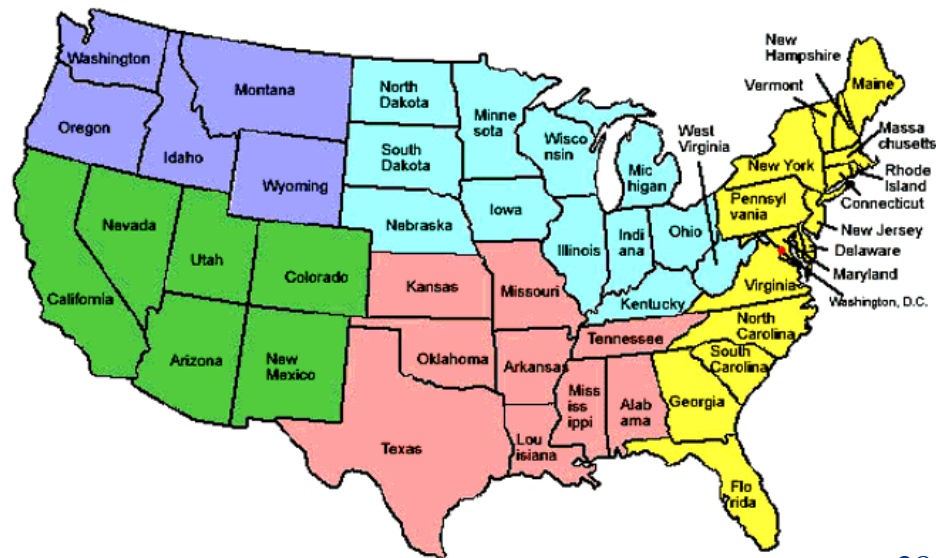 Washington
Oregon
Idaho
Montana
Wyoming
California
Nevada
Utah
Colorado
Arizona
New
Mexico
North
Dakota
South
Dakota
Nebraska
Minne
sota
Iowa
Wisco
nsin
Mic
higan
Illinois
Indi
ana
Ohio
West
Virginia
Kentucky
Kansas
Missouri
Oklahoma
Arkansas
Texas
Lou
isiana
Tennessee
Miss
iss
ippi
Alab
ama
New
Hampshire
Vermont
Maine
Massa
chusetts
New York
Rhode
Island
Connecticut
Pennsyl
vania
New Jersey
Delaware
Maryland
Washington, D.C.
Virginia
North
Carolina
South
Carolina
Georgia
Flo
rida